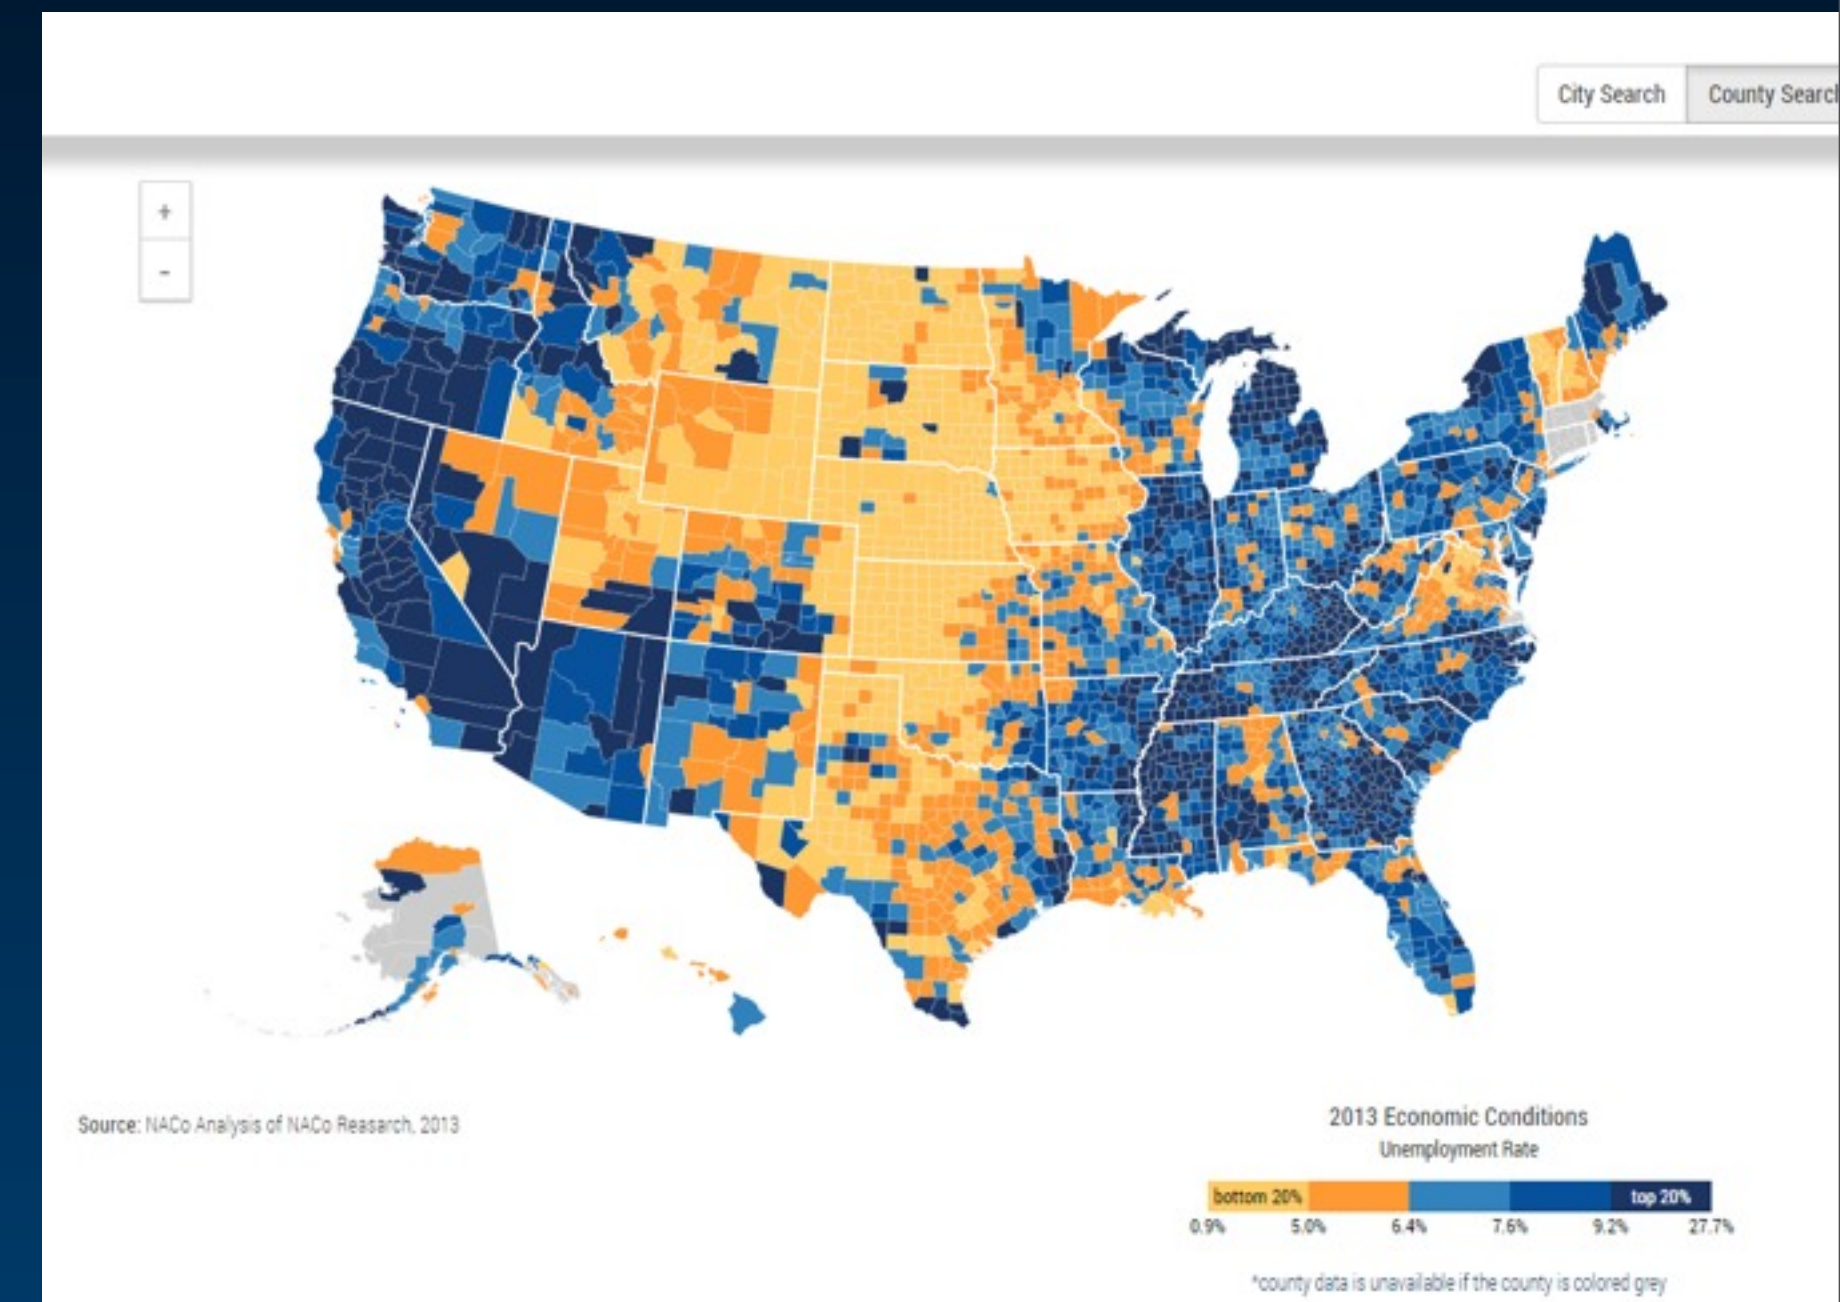 City Search
County Searcl
+
-
Source: NACo Analysis of NACo Reasarch, 2013
2013 Economic Conditions
Unemployment Rate
bottom 20% top 20%
0.9% 5.0% 6.4% 7.6% 9.2% 27.7%
*county data is unavailable if the county is colored grey